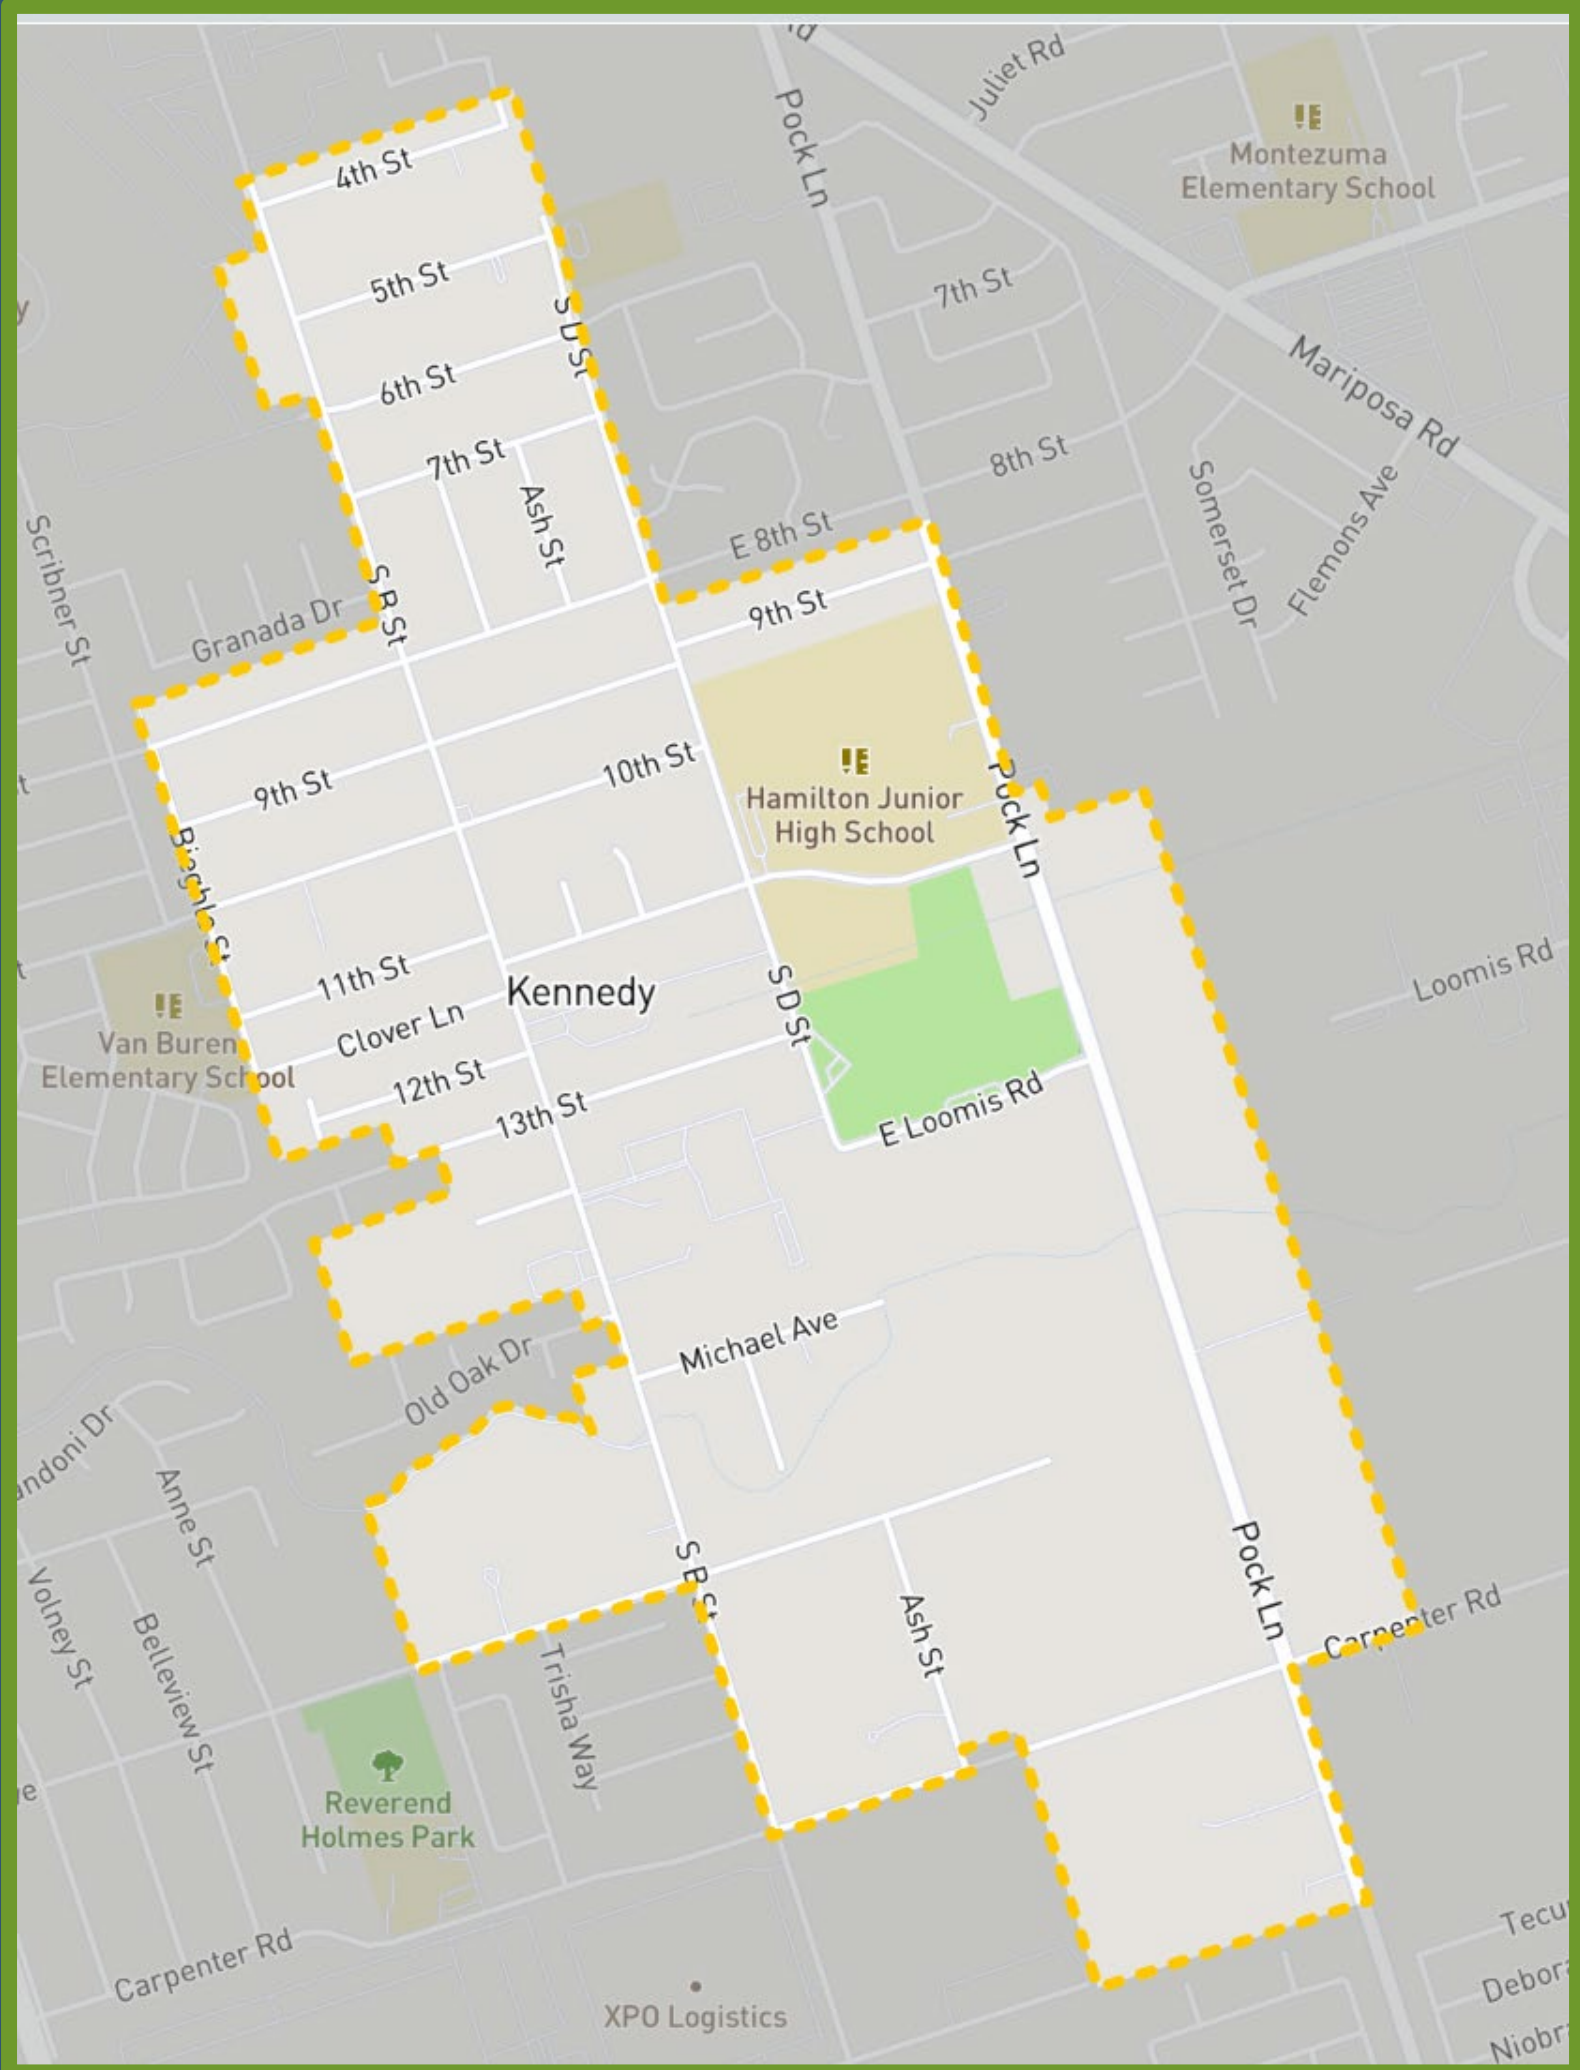 Pock Ln
Juliet Rd
Montezuma
Elementary School
4th St
5th St
7th St
S D St
6th St
Mariposa Rd
7th St
8th St
Ash St
Somerset Dr
Flemons Ave
Scribner St
E 8th St
S B St
Granada Dr
9th St
10th St
9th St
Hamilton Junior
High School
Pock Ln
Bieghle St
11th St
Kennedy
Loomis Rd
S D St
Clover Ln
Van Buren
Elementary School
12th St
13th St
E Loomis Rd
Michael Ave
Old Oak Dr
Anne St
Volney St
Belleview St
S B St
Pock Ln
Ash St
Carpenter Rd
Trisha Way
Reverend
Holmes Park
Carpenter Rd
XPO Logistics